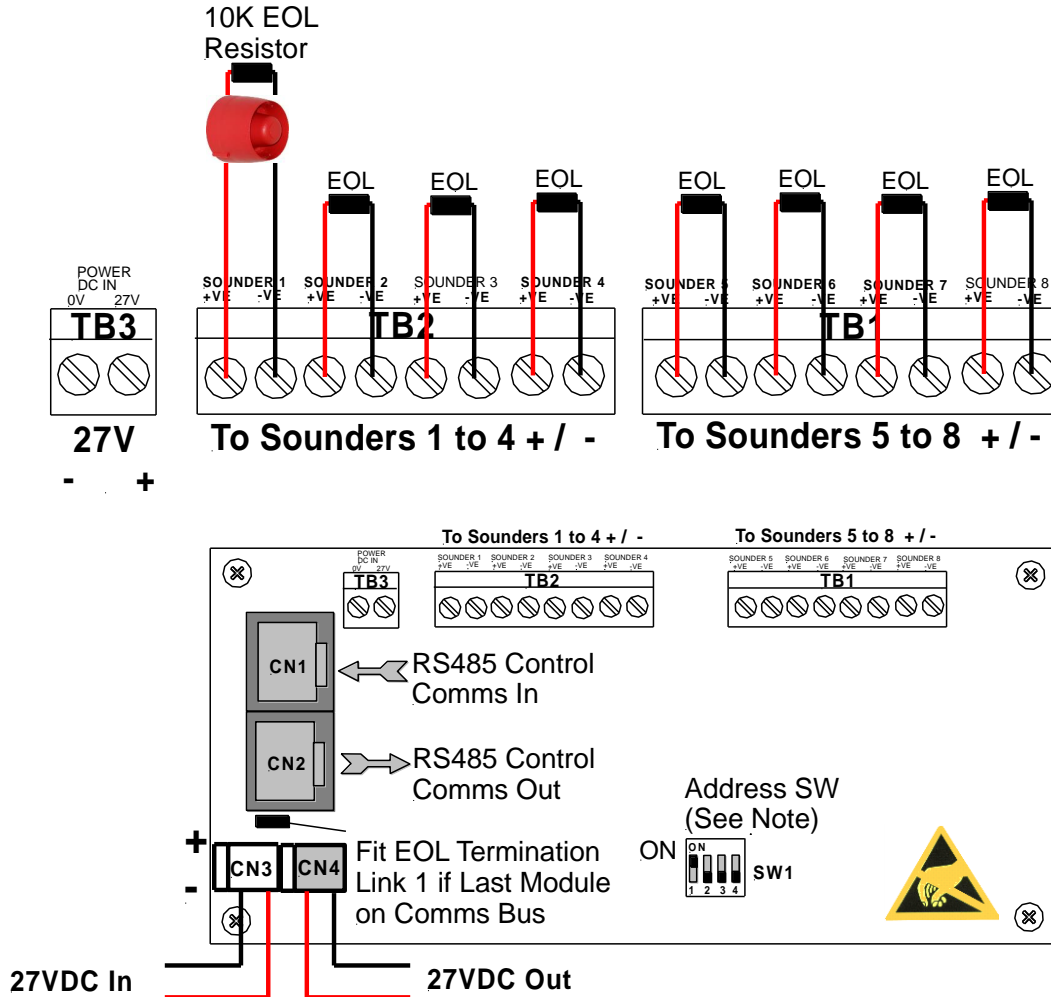 10K EOL
Resistor
EOL EOL EOL EOL EOL EOL EOL
POWER
DC IN
0V 27V
TB3
SOUNDER 1 SOUNDER 2 SOUNDER 3 SOUNDER 4
+VE -VE +VE -VE +VE -VE +VE -VE
TB2
SOUNDER 5 SOUNDER 6 SOUNDER 7 SOUNDER 8
+VE -VE +VE -VE +VE -VE +VE -VE
TB1
27V
- +
To Sounders 1 to 4 + / -
To Sounders 5 to 8 + / -
To Sounders 1 to 4 + / -
To Sounders 5 to 8 + / -
POWER
DC IN
0V 27V
TB3
SOUNDER 1 SOUNDER 2 SOUNDER 3 SOUNDER 4
+VE -VE +VE -VE +VE -VE +VE -VE
TB2
SOUNDER 5 SOUNDER 6 SOUNDER 7 SOUNDER 8
+VE -VE +VE -VE +VE -VE +VE -VE
TB1
CN1
RS485 Control
Comms In
CN2
RS485 Control
Comms Out
Address SW
(See Note)
ON
ON
1 2 3 4
SW1
+
-
CN3 CN4
Fit EOL Termination
Link 1 if Last Module
on Comms Bus
27VDC In
27VDC Out